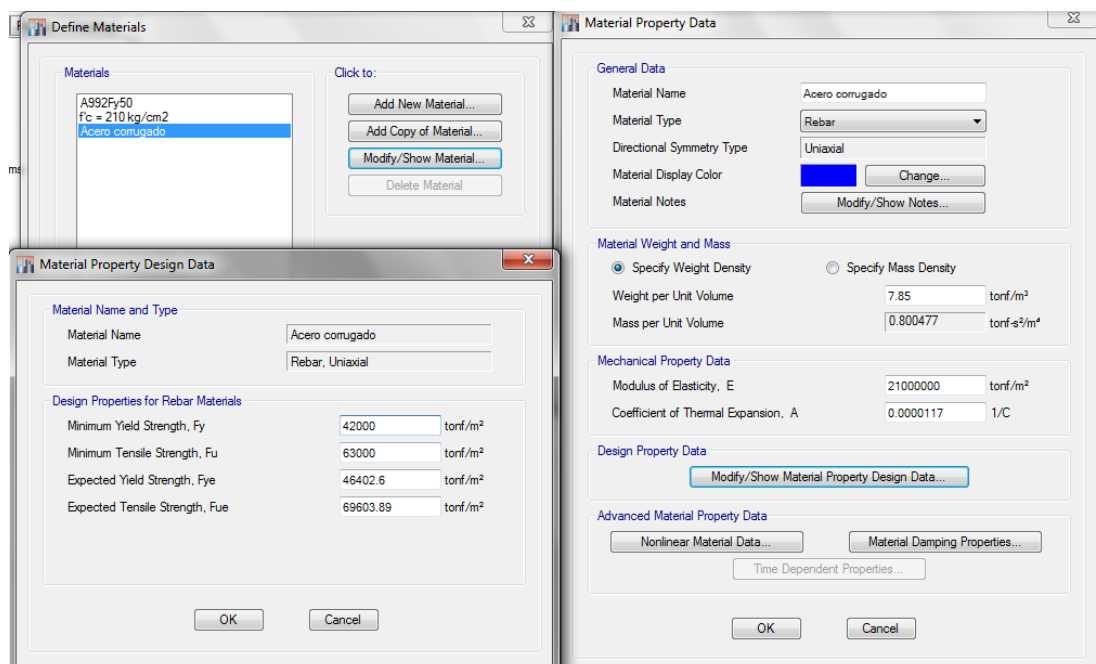 Define Materials
Materials
A992Fy50
f'c = 210 kg/cm2
Acero corrugado
Click to:
Add New Material...
Add Copy of Material...
Modify/Show Material...
Delete Material
ms
Material Property Design Data
Material Name and Type
Material Name Acero corrugado
Material Type Rebar, Uniaxial
Design Properties for Rebar Materials
Minimum Yield Strength, Fy 42000 tonf/m²
Minimum Tensile Strength, Fu 63000 tonf/m²
Expected Yield Strength, Fye 46402.6 tonf/m²
Expected Tensile Strength, Fue 69603.89 tonf/m²
OK Cancel
Material Property Data
General Data
Material Name Acero corrugado
Material Type Rebar
Directional Symmetry Type Uniaxial
Material Display Color Change...
Material Notes Modify/Show Notes...
Material Weight and Mass
Specify Weight Density Specify Mass Density
Weight per Unit Volume 7.85 tonf/m³
Mass per Unit Volume 0.800477 tonf-s²/m⁴
Mechanical Property Data
Modulus of Elasticity, E 21000000 tonf/m²
Coefficient of Thermal Expansion, A 0.0000117 1/C
Design Property Data
Modify/Show Material Property Design Data...
Advanced Material Property Data
Nonlinear Material Data... Material Damping Properties...
Time Dependent Properties...
OK Cancel